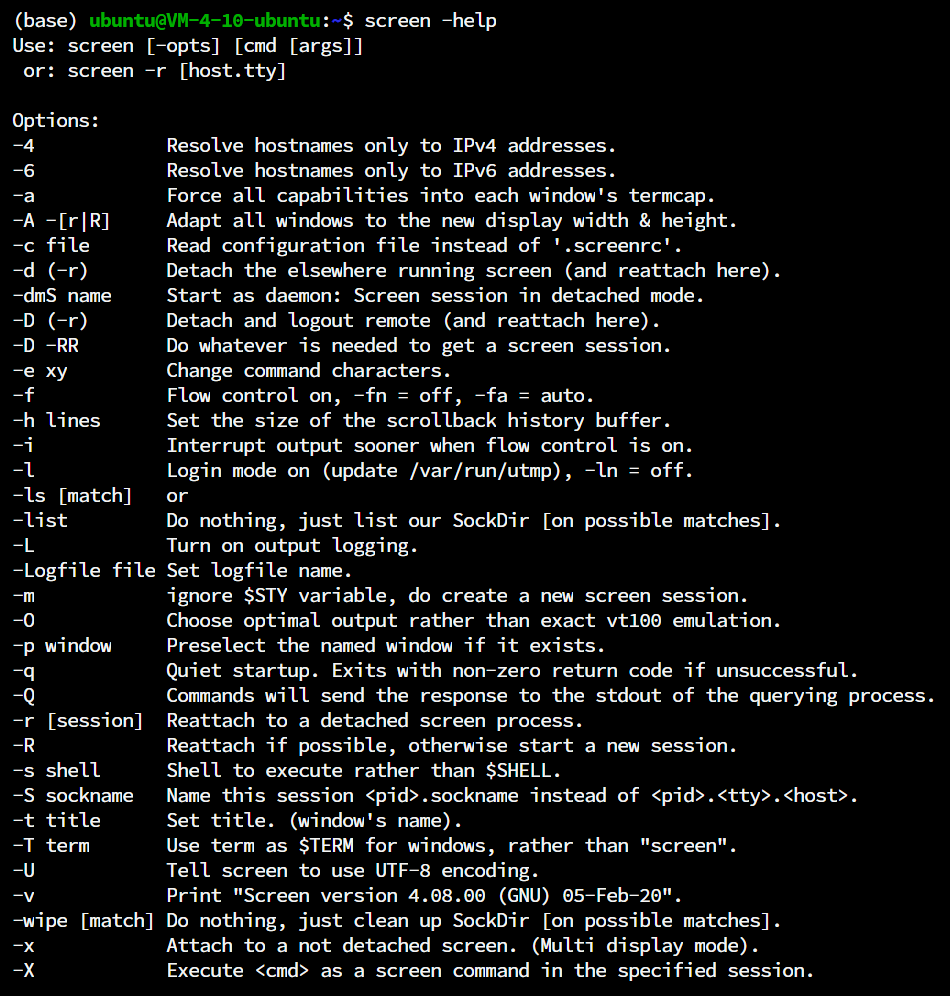 (base) ubuntu@VM-4-10-ubuntu:~$ screen -help
Use: screen [-opts] [cmd [args]]
 or: screen -r [host.tty]

Options:
-4            Resolve hostnames only to IPv4 addresses.
-6            Resolve hostnames only to IPv6 addresses.
-a            Force all capabilities into each window's termcap.
-A -[r|R]     Adapt all windows to the new display width & height.
-c file       Read configuration file instead of '.screenrc'.
-d (-r)       Detach the elsewhere running screen (and reattach here).
-dmS name     Start as daemon: Screen session in detached mode.
-D (-r)       Detach and logout remote (and reattach here).
-D -RR        Do whatever is needed to get a screen session.
-e xy         Change command characters.
-f            Flow control on, -fn = off, -fa = auto.
-h lines      Set the size of the scrollback history buffer.
-i            Interrupt output sooner when flow control is on.
-l            Login mode on (update /var/run/utmp), -ln = off.
-ls [match]   or
-list         Do nothing, just list our SockDir [on possible matches].
-L            Turn on output logging.
-Logfile file Set logfile name.
-m            ignore $STY variable, do create a new screen session.
-O            Choose optimal output rather than exact vt100 emulation.
-p window     Preselect the named window if it exists.
-q            Quiet startup. Exits with non-zero return code if unsuccessful.
-Q            Commands will send the response to the stdout of the querying process.
-r [session]  Reattach to a detached screen process.
-R            Reattach if possible, otherwise start a new session.
-s shell      Shell to execute rather than $SHELL.
-S sockname   Name this session <pid>.sockname instead of <pid>.<tty>.<host>.
-t title      Set title. (window's name).
-T term       Use term as $TERM for windows, rather than "screen".
-U            Tell screen to use UTF-8 encoding.
-v            Print "Screen version 4.08.00 (GNU) 05-Feb-20".
-wipe [match] Do nothing, just clean up SockDir [on possible matches].
-x            Attach to a not detached screen. (Multi display mode).
-X            Execute <cmd> as a screen command in the specified session.